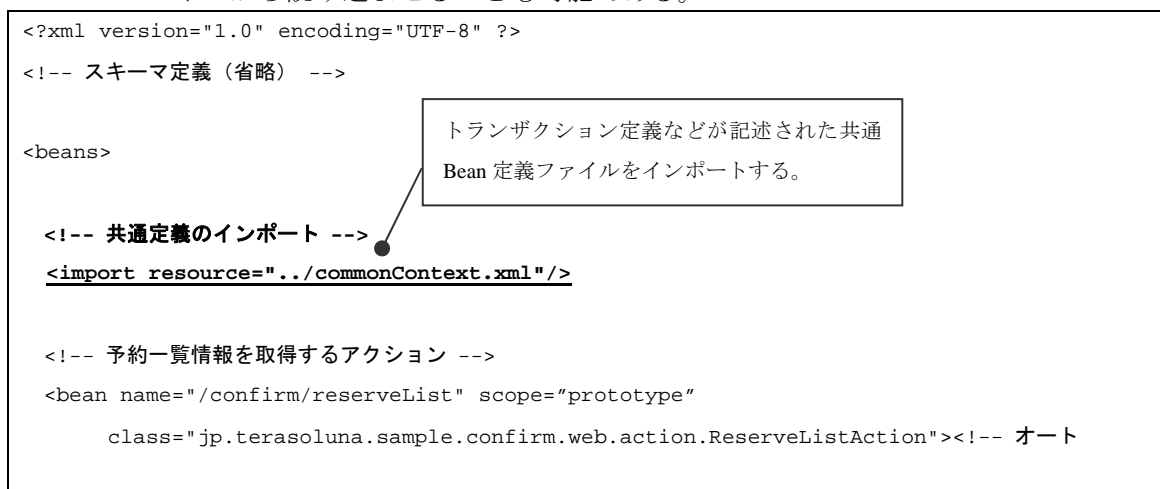 <?xml version="1.0" encoding="UTF-8" ?>
<!-- スキーマ定義（省略） -->
トランザクション定義などが記述された共通
Bean 定義ファイルをインポートする。
<beans>
<!-- 共通定義のインポート -->
<import resource="../commonContext.xml"/>
<!-- 予約一覧情報を取得するアクション -->
<bean name="/confirm/reserveList" scope=”prototype”
class="jp.terasoluna.sample.confirm.web.action.ReserveListAction"><!-- オート